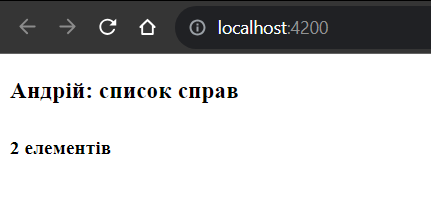 localhost:4200
Андрій: список справ
2 елементів